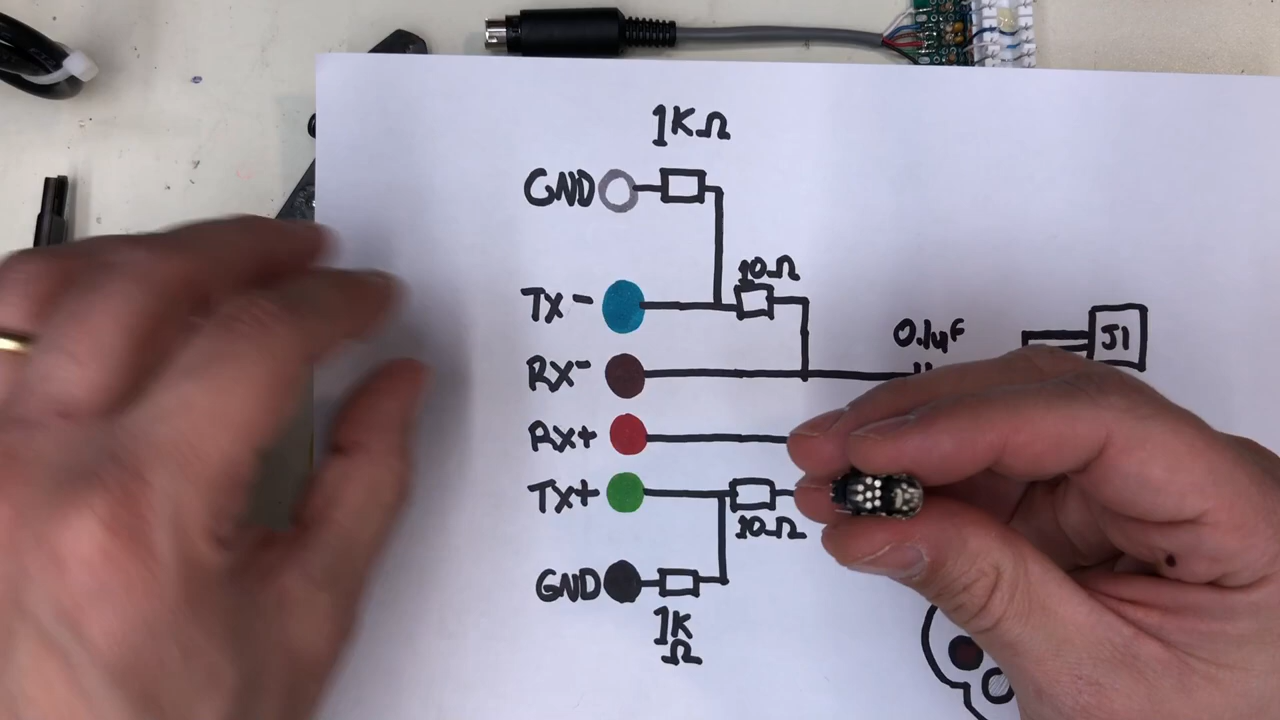 1KΩ
GND
10Ω
TX-
0.1uF
J1
RX-
RX+
TX+
10Ω
GND
1K
Ω